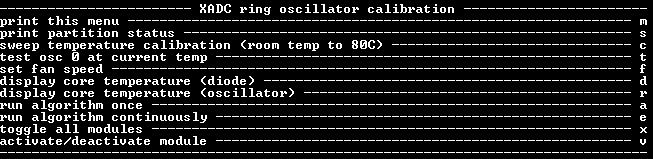 ---------------------------- XADC ring oscillator calibration ----------------------------
print this menu ------------------------------------------------------------------------ m
print partition status ----------------------------------------------------------------- s
sweep temperature calibration (room temp to 80C) --------------------------------------- c
test osc 0 at current temp ------------------------------------------------------------- t
set fan speed -------------------------------------------------------------------------- f
display core temperature (diode) ------------------------------------------------------- d
display core temperature (oscillator) -------------------------------------------------- r
run algorithm once --------------------------------------------------------------------- a
run algorithm continuously ------------------------------------------------------------- e
toggle all modules --------------------------------------------------------------------- x
activate/deactivate module ------------------------------------------------------------- v
------------------------------------------------------------------------------------------